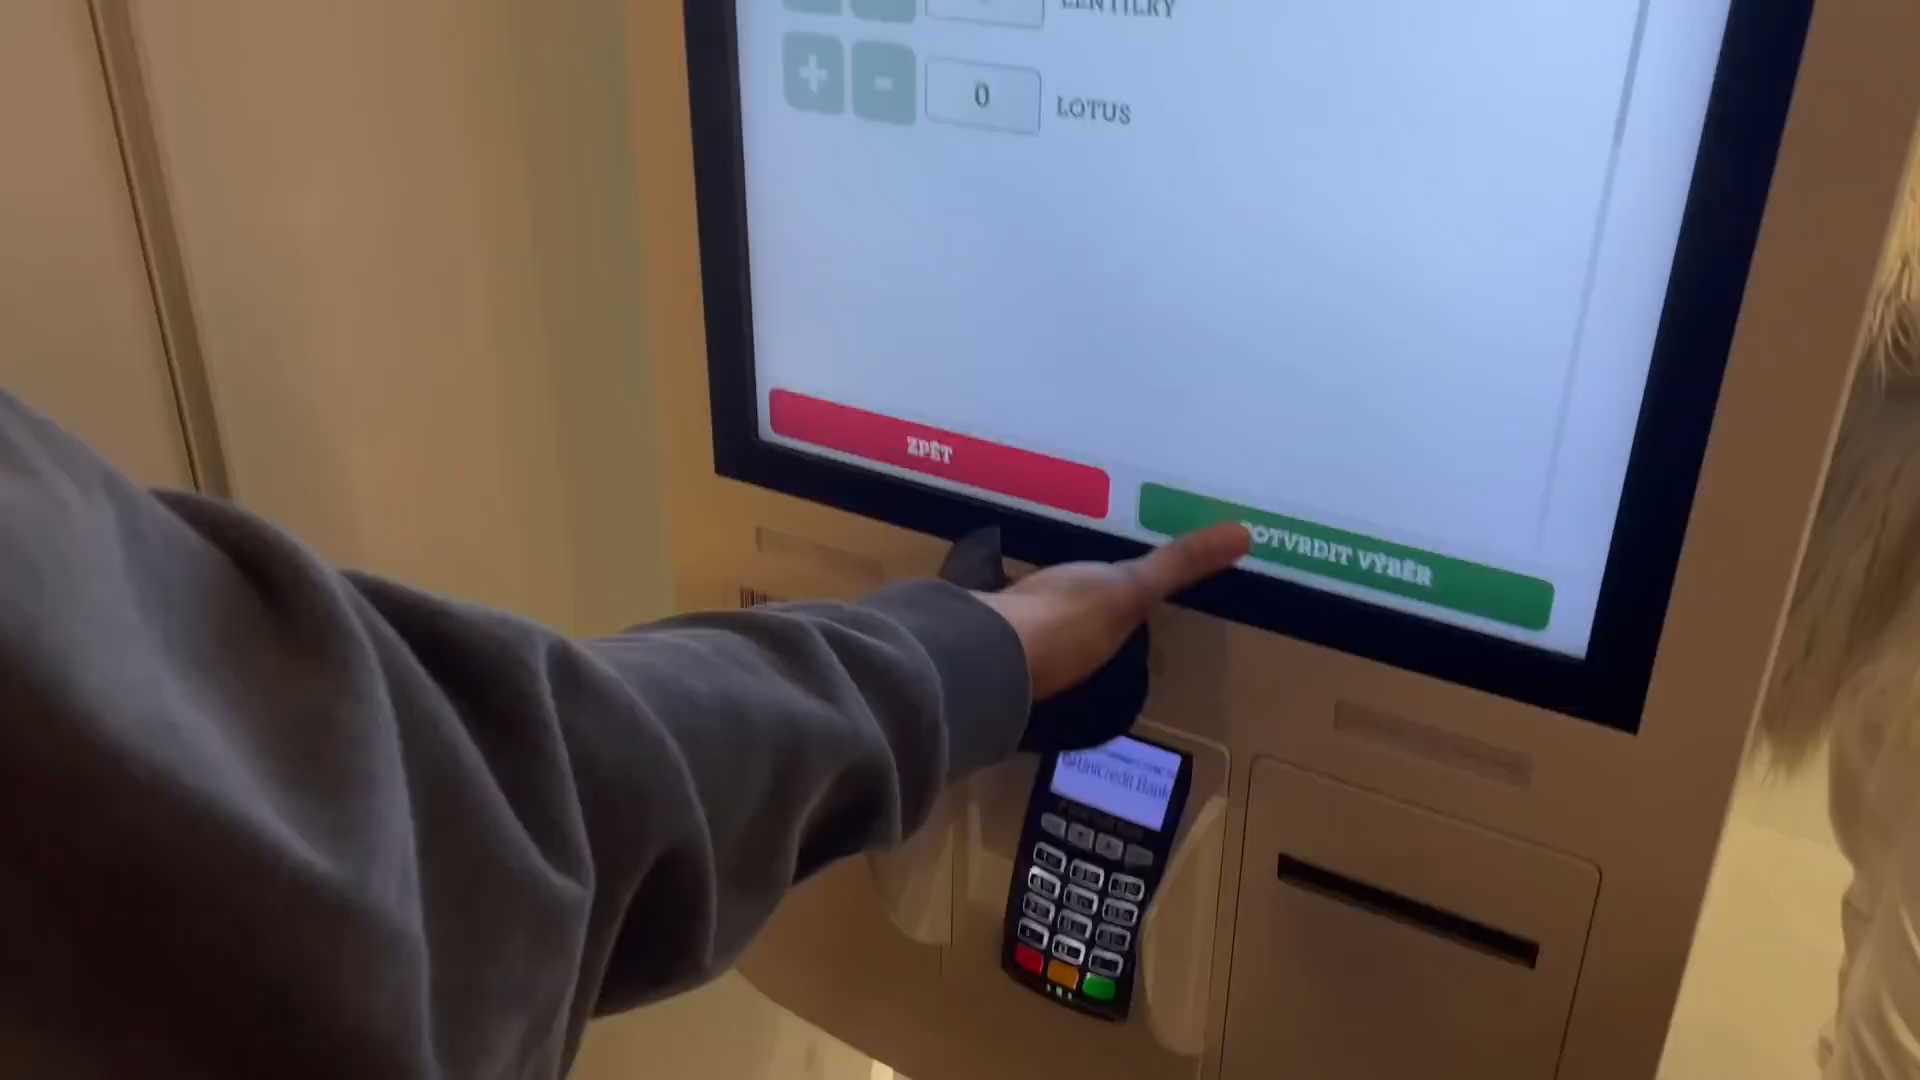 LENTILKY
0 LOTUS
ZPĚT
POTVRDIT VÝBĚR
UniCredit Bank